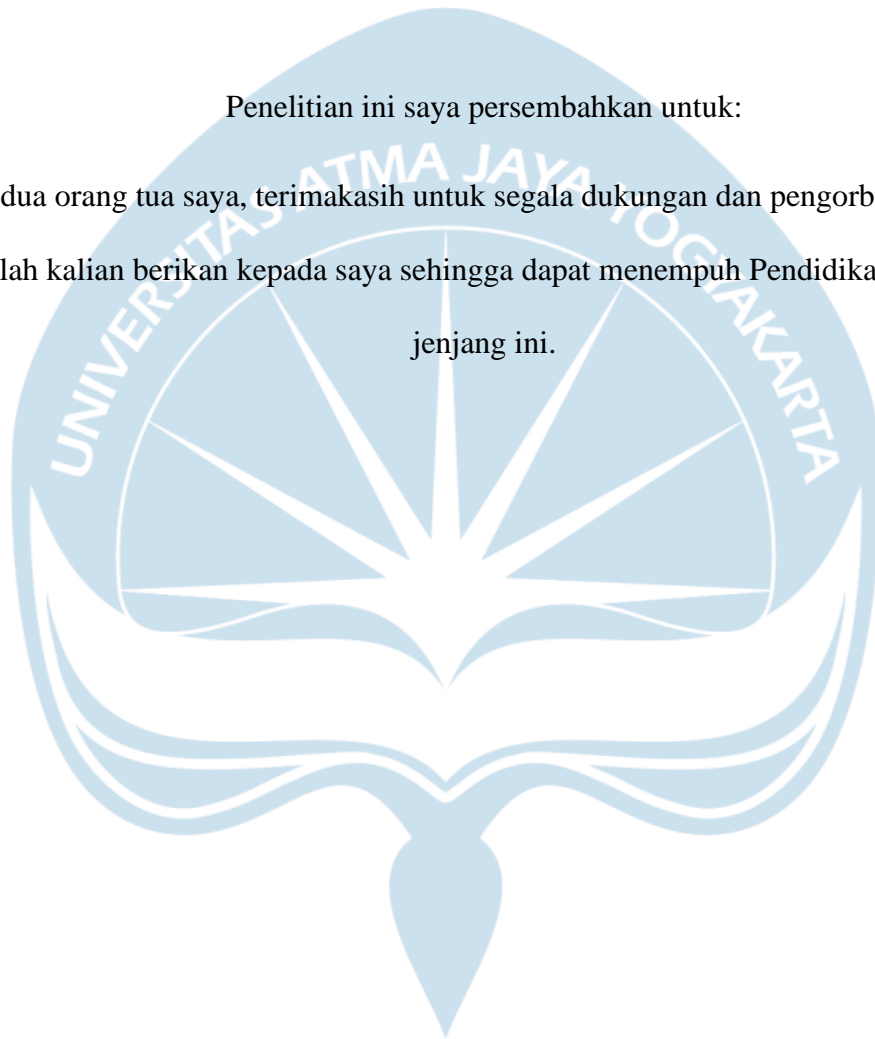 Penelitian ini saya persembahkan untuk:
dua orang tua saya, terimakasih untuk segala dukungan dan pengorb
lah kalian berikan kepada saya sehingga dapat menempuh Pendidika
jenjang ini.
UNIVERSITAS ATMA JAYA YOGYAKARTA